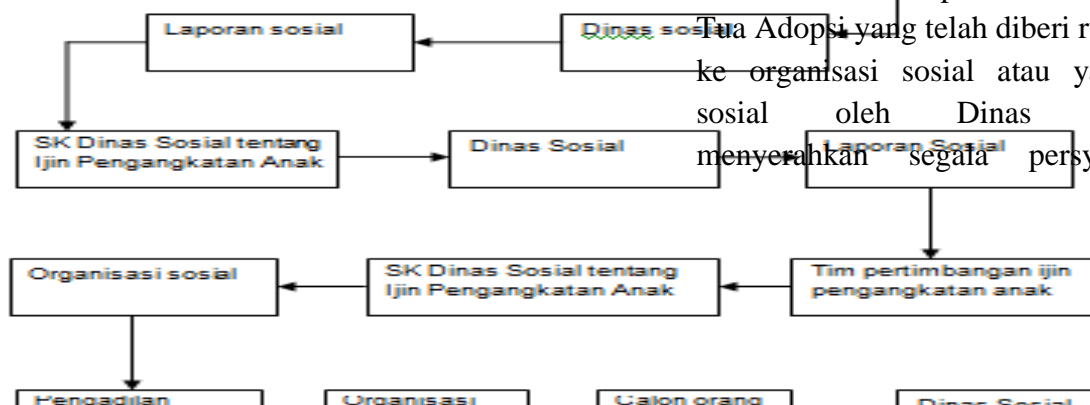 Laporan sosial
Dinas sosial
Tua Adopsi yang telah diberi
ke organisasi sosial atau
sosial oleh Dinas
menyerahkan segala
SK Dinas Sosial tentang
Ijin Pengangkatan Anak
Dinas Sosial
Laporan Sosial
Organisasi sosial
SK Dinas Sosial tentang
Ijin Pengangkatan Anak
Tim pertimbangan ijin
pengangkatan anak
Pengadilan
Organisasi
Calon orang
Dinas Sosial